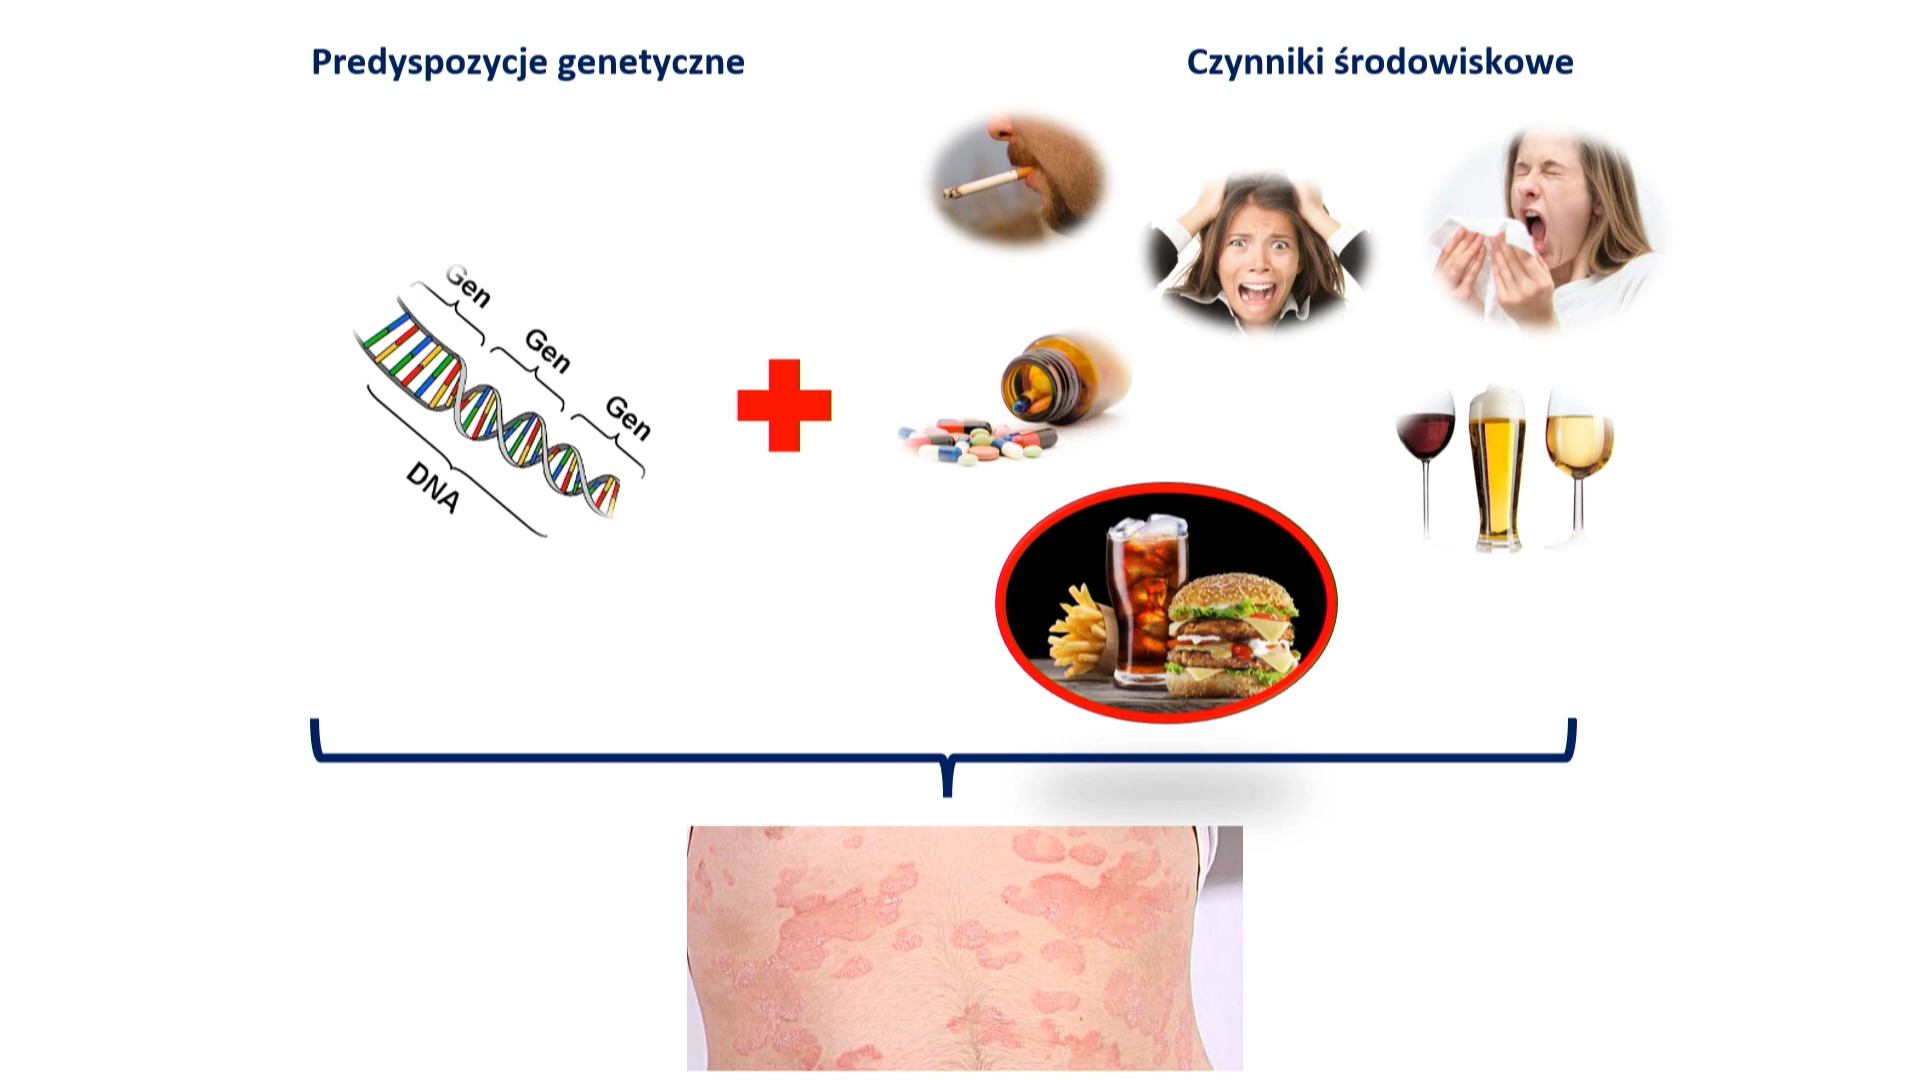 Predyspozycje genetyczne
Czynniki środowiskowe
Gen
Gen
Gen
DNA